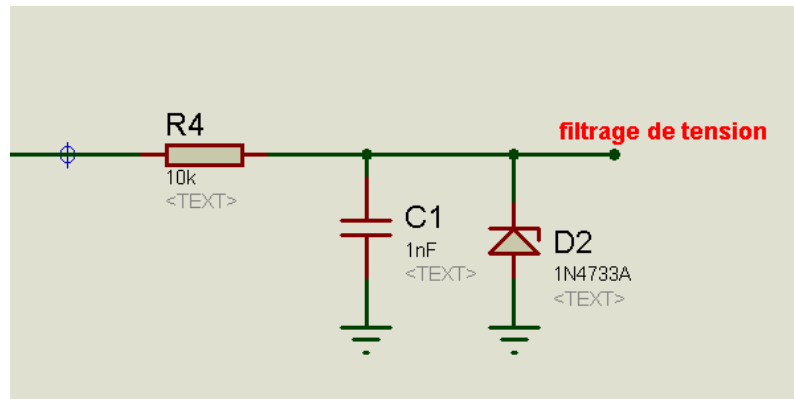 R4
filtrage de tension
10k
<TEXT>
C1
1nF
<TEXT>
D2
1N4733A
<TEXT>